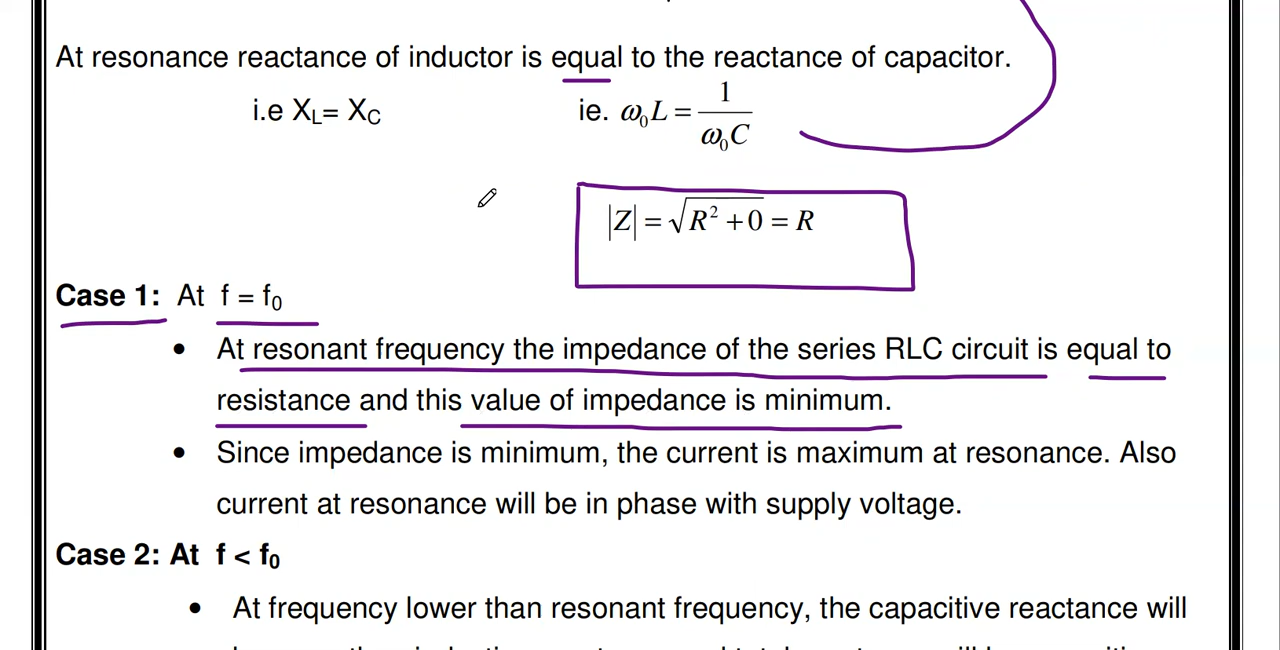 At resonance reactance of inductor is equal to the reactance of capacitor.
i.e X_L= X_C ie. ω₀L = 1/(ω₀C)
|Z| = √(R² + 0) = R
Case 1: At f = f₀
• At resonant frequency the impedance of the series RLC circuit is equal to
resistance and this value of impedance is minimum.
• Since impedance is minimum, the current is maximum at resonance. Also
current at resonance will be in phase with supply voltage.
Case 2: At f < f₀
• At frequency lower than resonant frequency, the capacitive reactance will